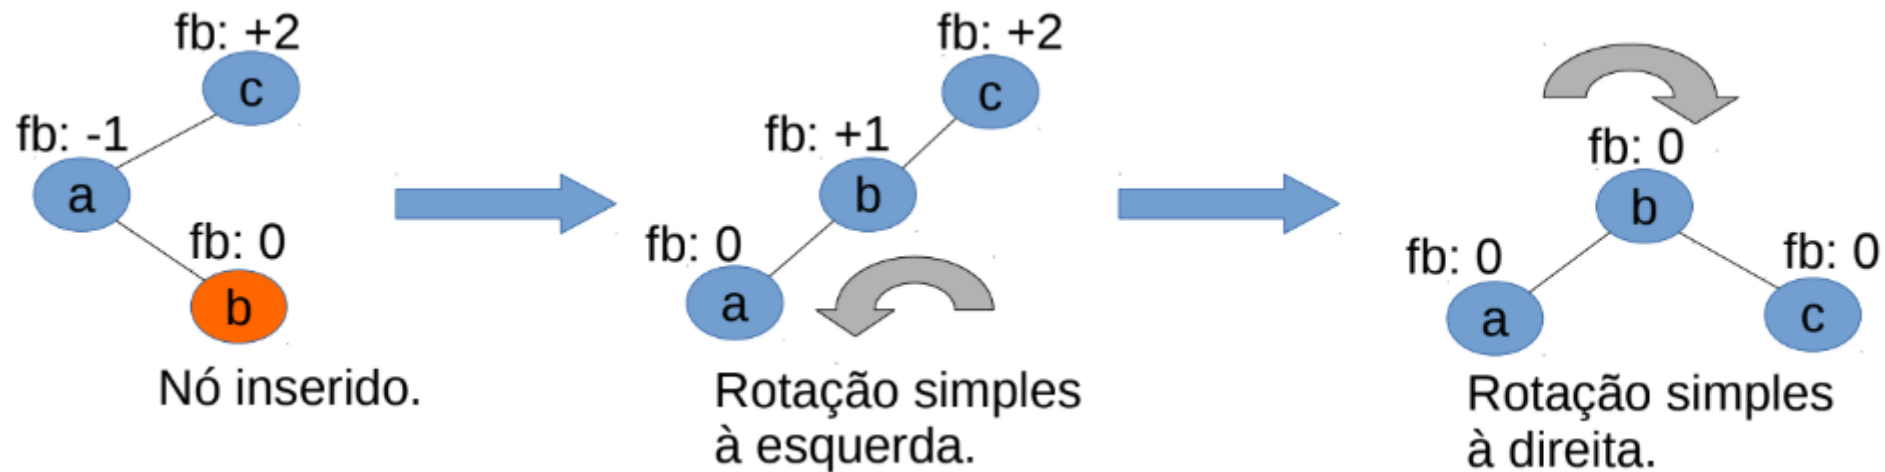 fb: +2
c
fb: -1
a
fb: 0
b
Nó inserido.
fb: +2
c
fb: +1
b
fb: 0
a
Rotação simples
à esquerda.
fb: 0
b
fb: 0
a
fb: 0
c
Rotação simples
à direita.